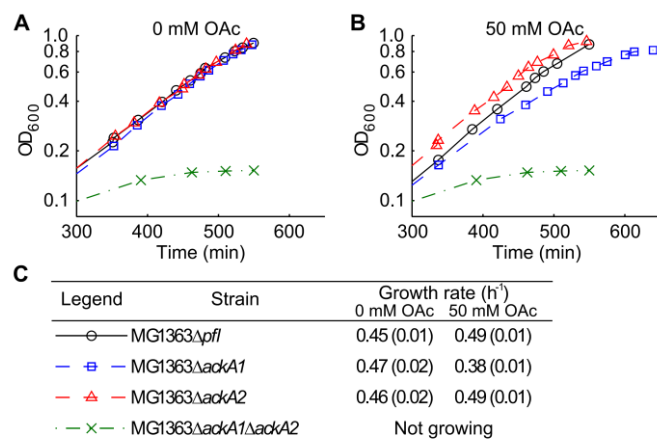 A 0 mM OAc
B 50 mM OAc
OD600
1.0
0.8
0.6
0.4
0.2
0.1
300 400 500 600
Time (min)
OD600
1.0
0.8
0.6
0.4
0.2
0.1
300 400 500 600
Time (min)
C
Legend Strain Growth rate (h-1)
0 mM OAc 50 mM OAc
MG1363Δpfl 0.45 (0.01) 0.49 (0.01)
MG1363ΔackA1 0.47 (0.02) 0.38 (0.01)
MG1363ΔackA2 0.46 (0.02) 0.49 (0.01)
MG1363ΔackA1ΔackA2 Not growing